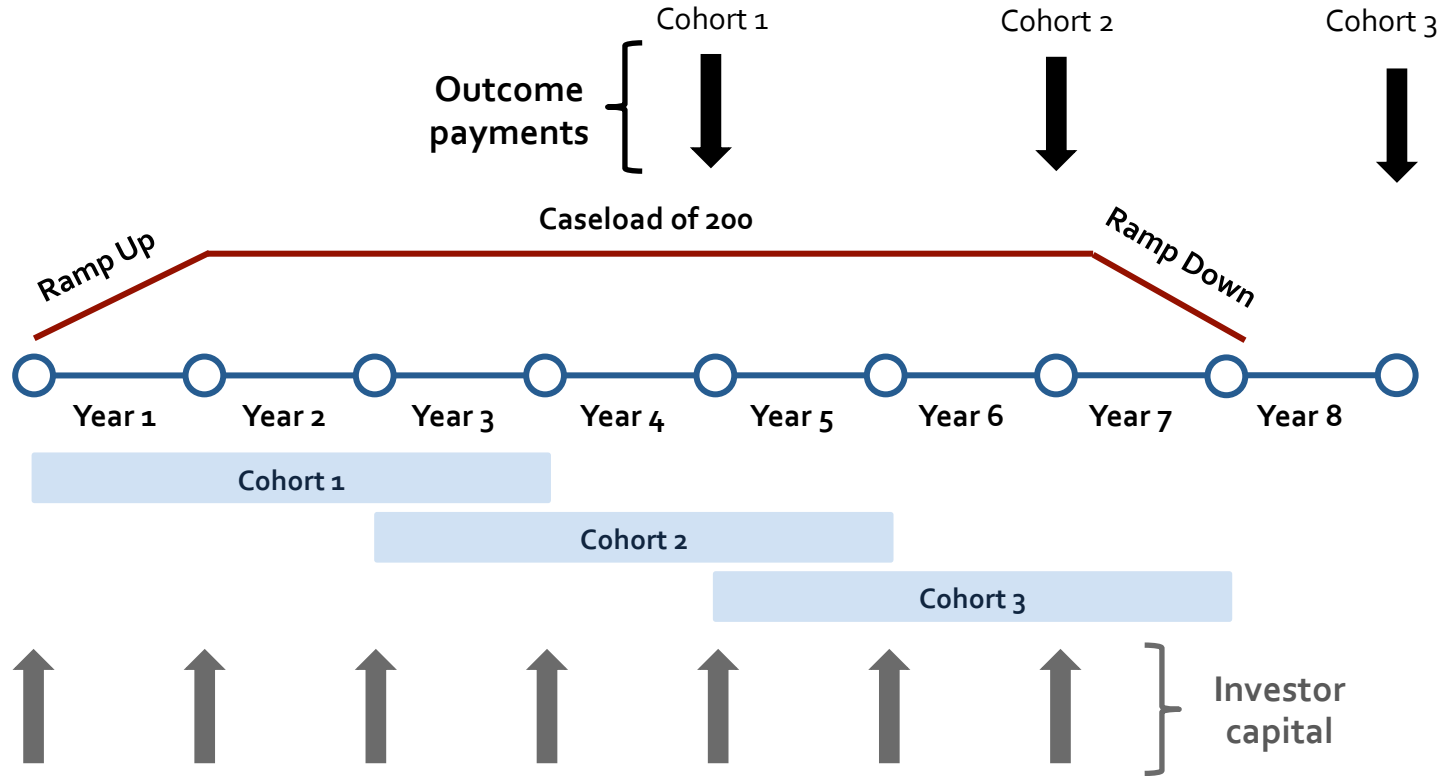 Cohort 1
Cohort 2
Cohort 3
Outcome
payments
Caseload of 200
Ramp Up
Ramp Down
Year 1
Year 2
Year 3
Year 4
Year 5
Year 6
Year 7
Year 8
Cohort 1
Cohort 2
Cohort 3
Investor
capital